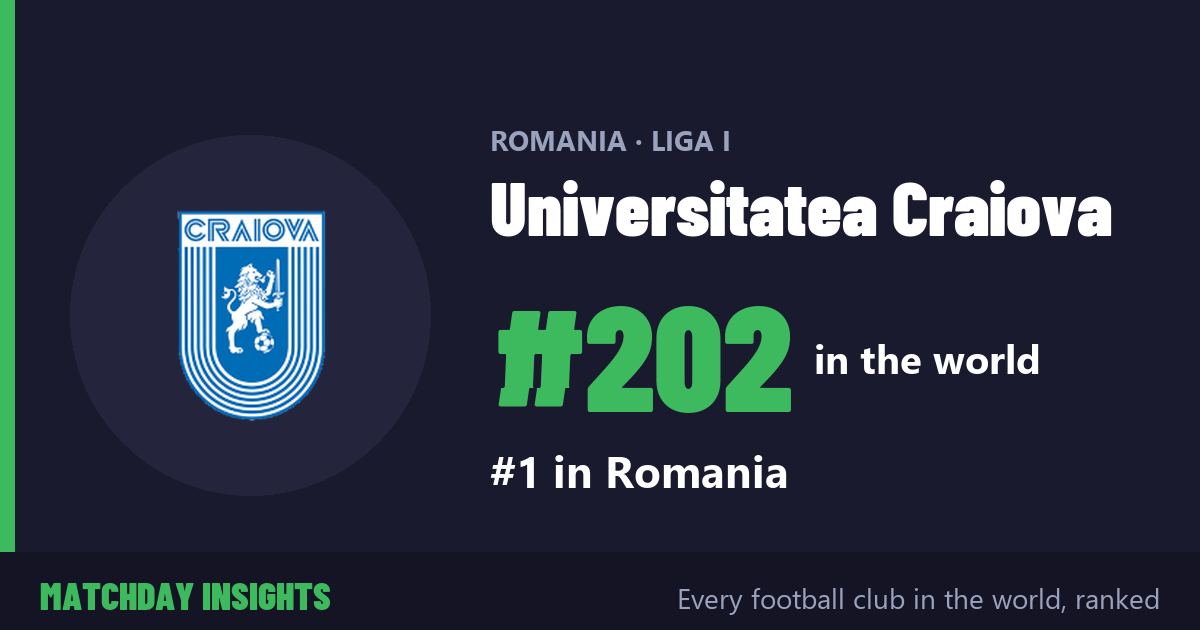 CRAIOVA
ROMANIA · LIGA I
Universitatea Craiova
#202 in the world
#1 in Romania
MATCHDAY INSIGHTS
Every football club in the world, ranked